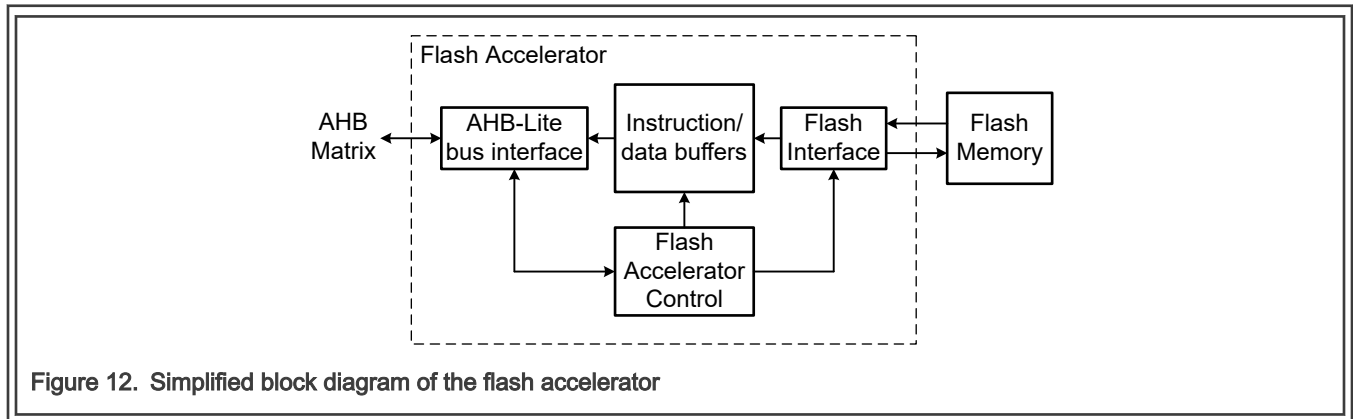 Flash Accelerator
AHB
Matrix
AHB-Lite
bus interface
Instruction/
data buffers
Flash
Interface
Flash
Memory
Flash
Accelerator
Control
Figure 12. Simplified block diagram of the flash accelerator